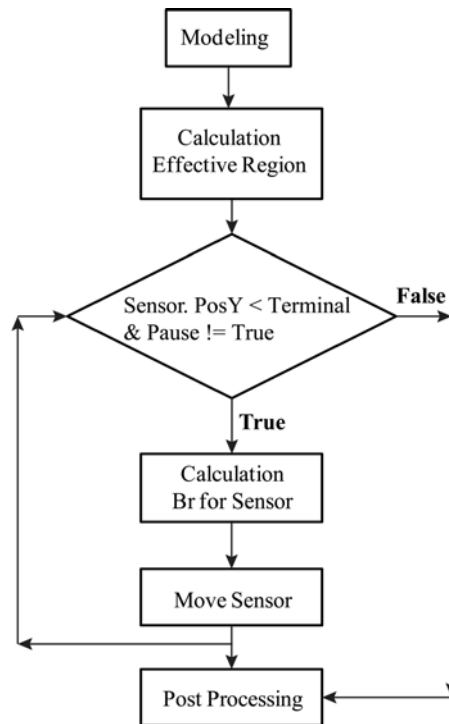 Modeling
Calculation
Effective Region
Sensor. PosY < Terminal
& Pause != True
False
True
Calculation
Br for Sensor
Move Sensor
Post Processing